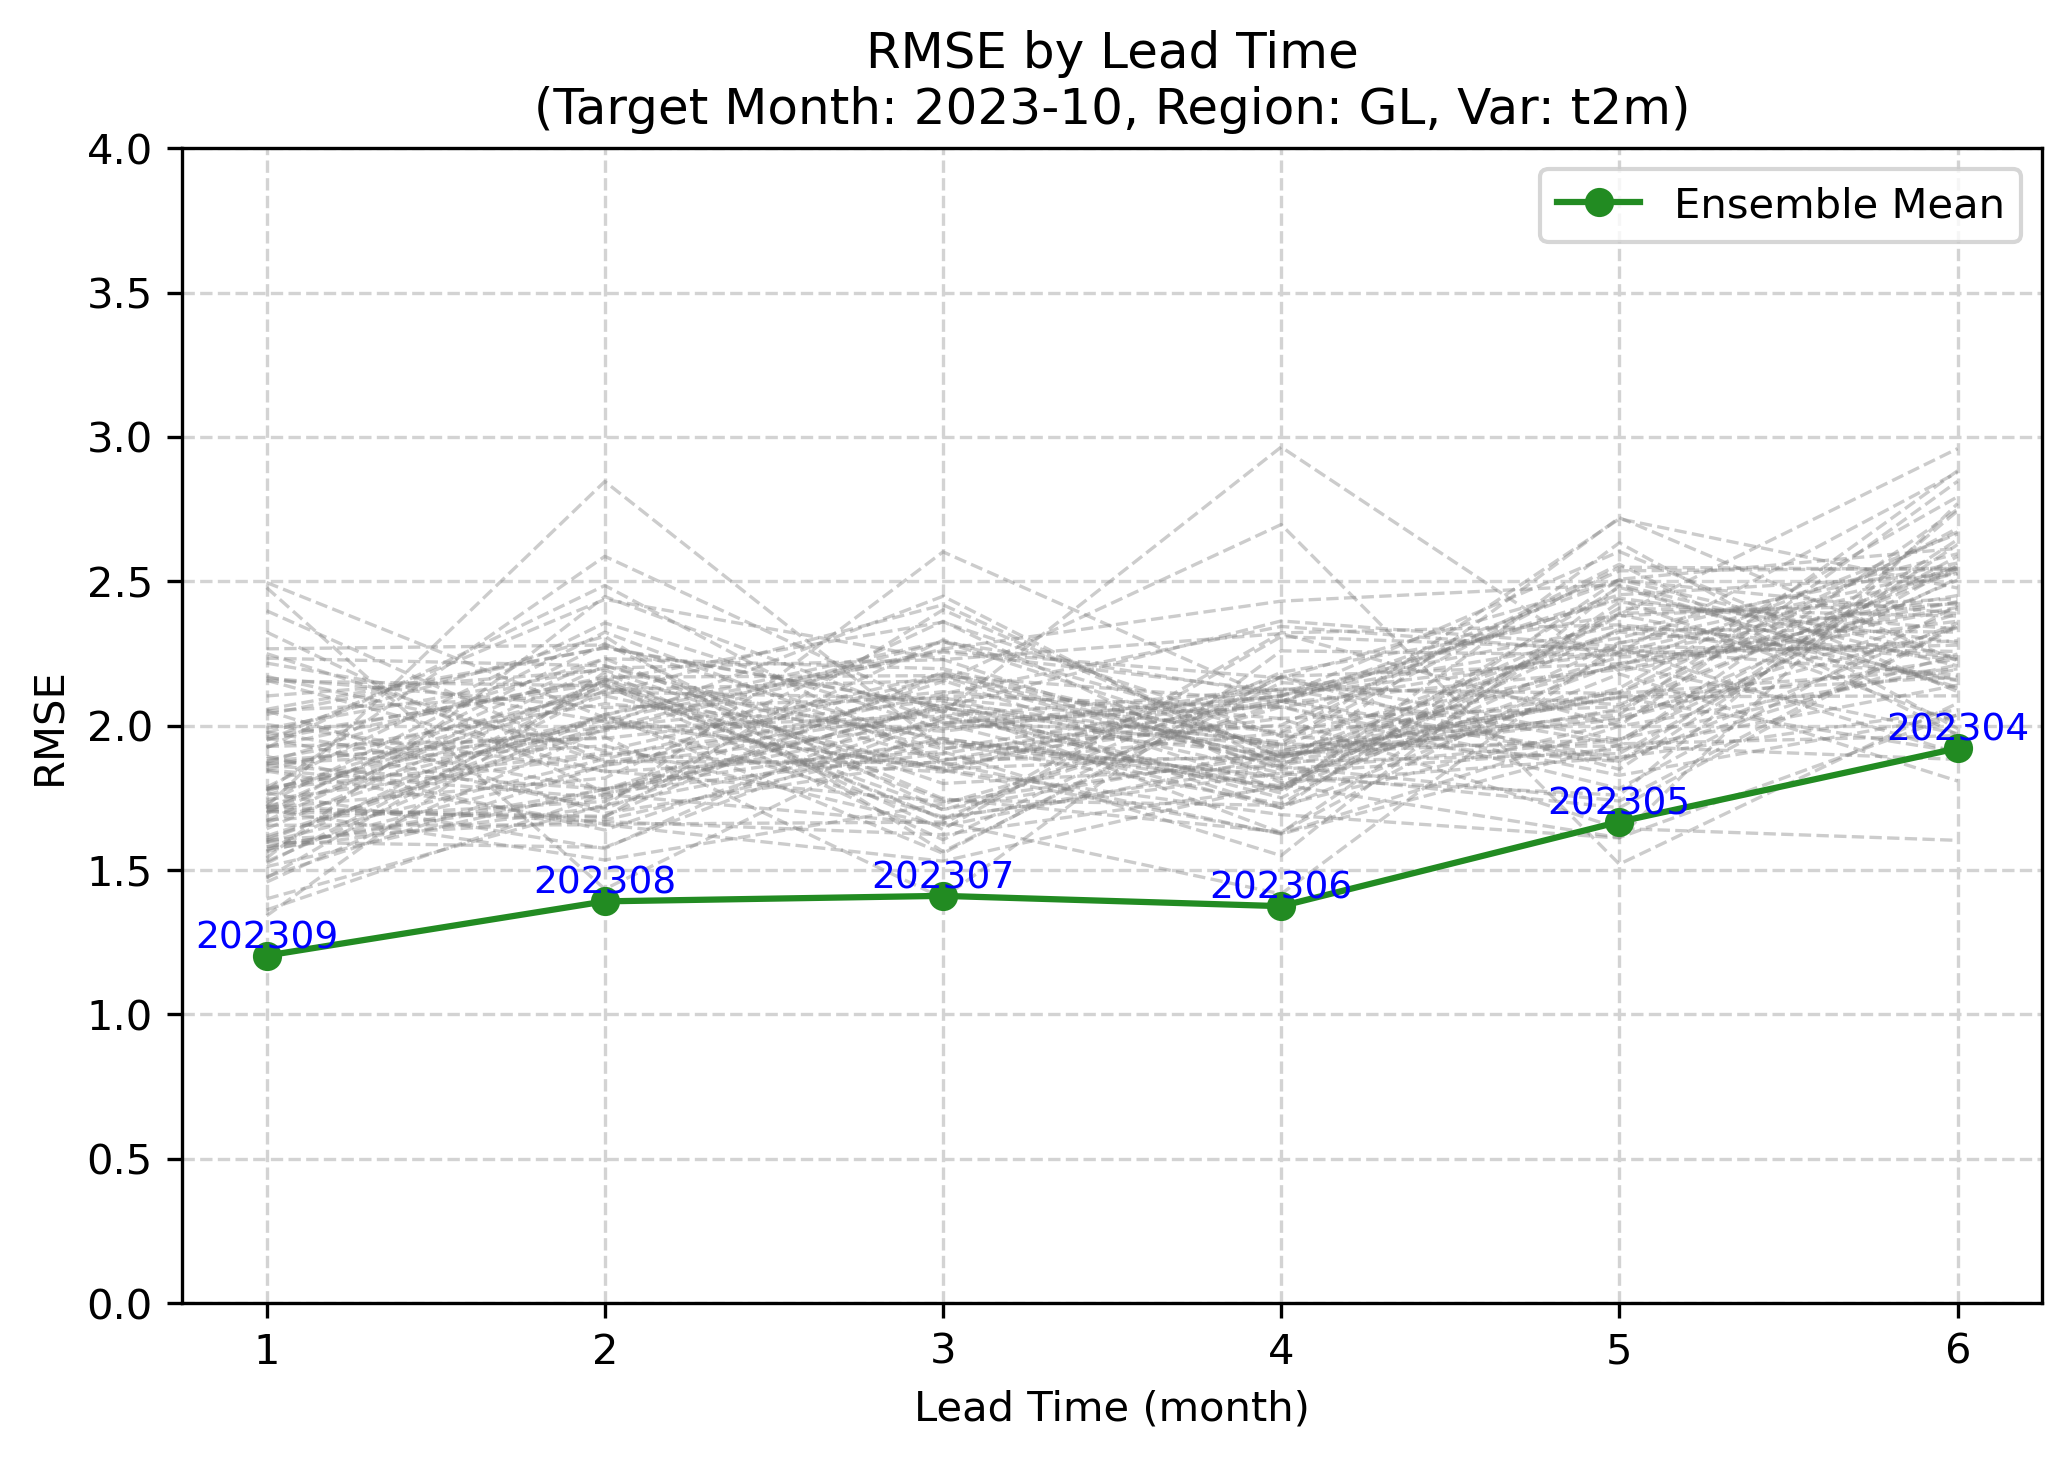 RMSE by Lead Time
(Target Month: 2023-10, Region: GL, Var: t2m)
4.0
3.5
3.0
2.5
2.0
1.5
1.0
0.5
0.0
RMSE
Ensemble Mean
202309
202308
202307
202306
202305
202304
1 2 3 4 5 6
Lead Time (month)